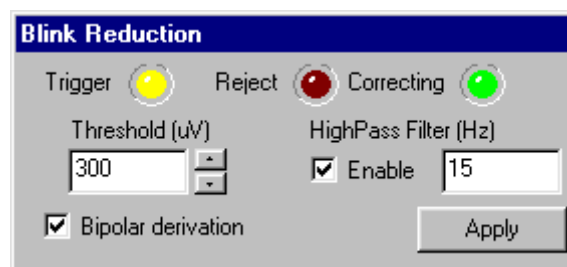 Blink Reduction
Trigger Reject Correcting
Threshold (uV) HighPass Filter (Hz)
300 Enable 15
Bipolar derivation Apply